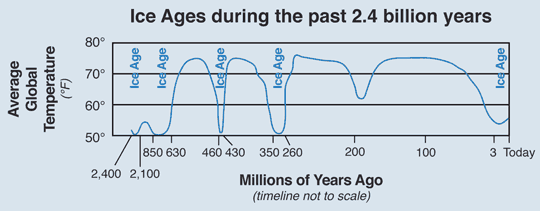 Ice Ages during the past 2.4 billion years
Average
Global
Temperature
(°F)
80°
70°
60°
50°
Ice Age
Ice Age
Ice Age
Ice Age
Ice Age
2,400
2,100
850 630
460 430
350 260
200
100
3 Today
Millions of Years Ago
(timeline not to scale)